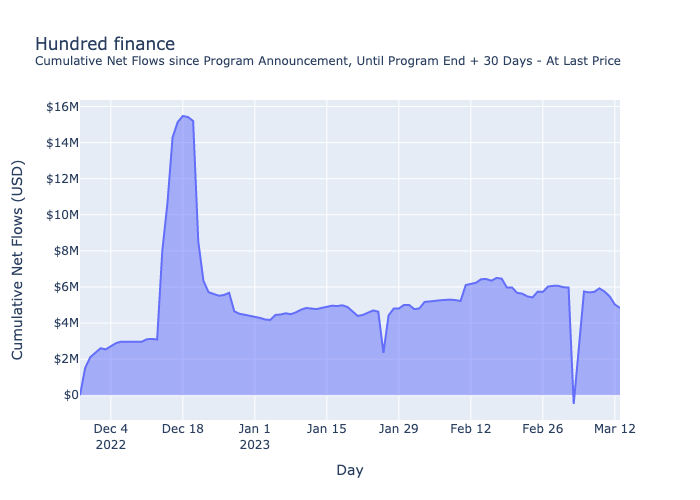 Hundred finance
Cumulative Net Flows since Program Announcement, Until Program End + 30 Days - At Last Price
Cumulative Net Flows (USD)
$16M
$14M
$12M
$10M
$8M
$6M
$4M
$2M
$0
Dec 4
2022
Dec 18
Jan 1
2023
Jan 15
Jan 29
Feb 12
Feb 26
Mar 12
Day